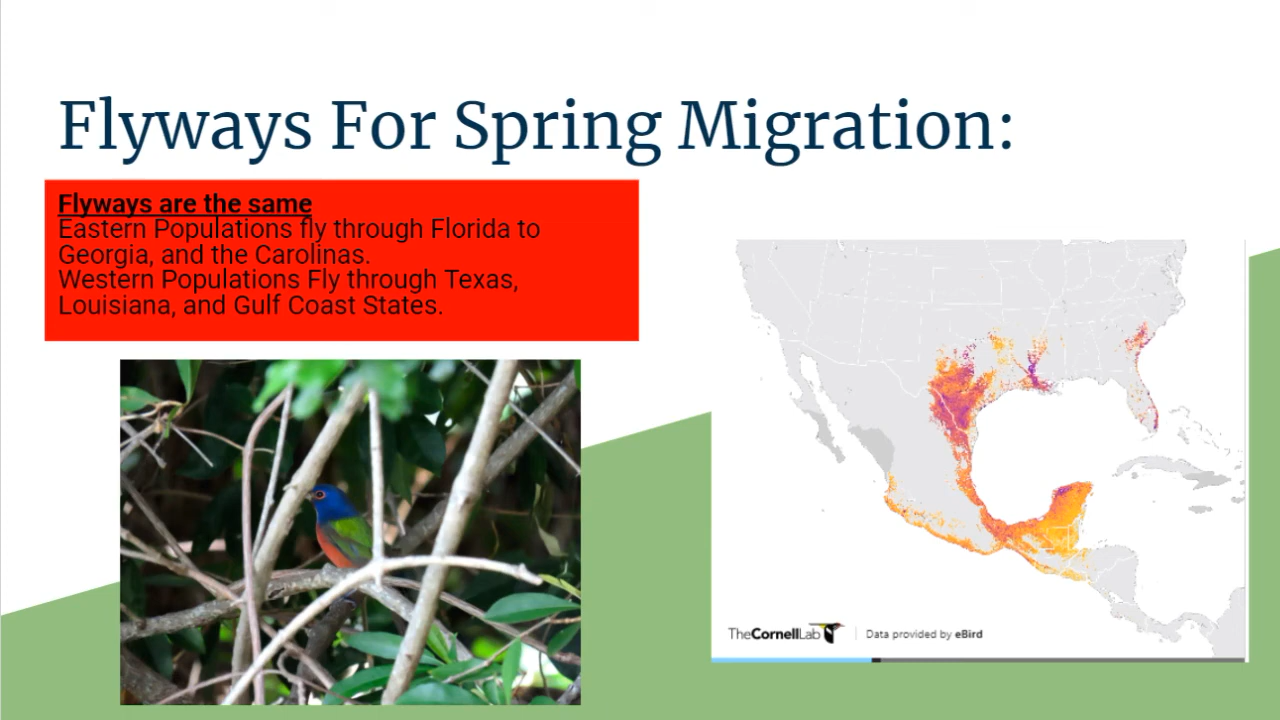 Flyways For Spring Migration:
Flyways are the same
Eastern Populations fly through Florida to
Georgia, and the Carolinas.
Western Populations Fly through Texas,
Louisiana, and Gulf Coast States.
TheCornellLab
Data provided by eBird